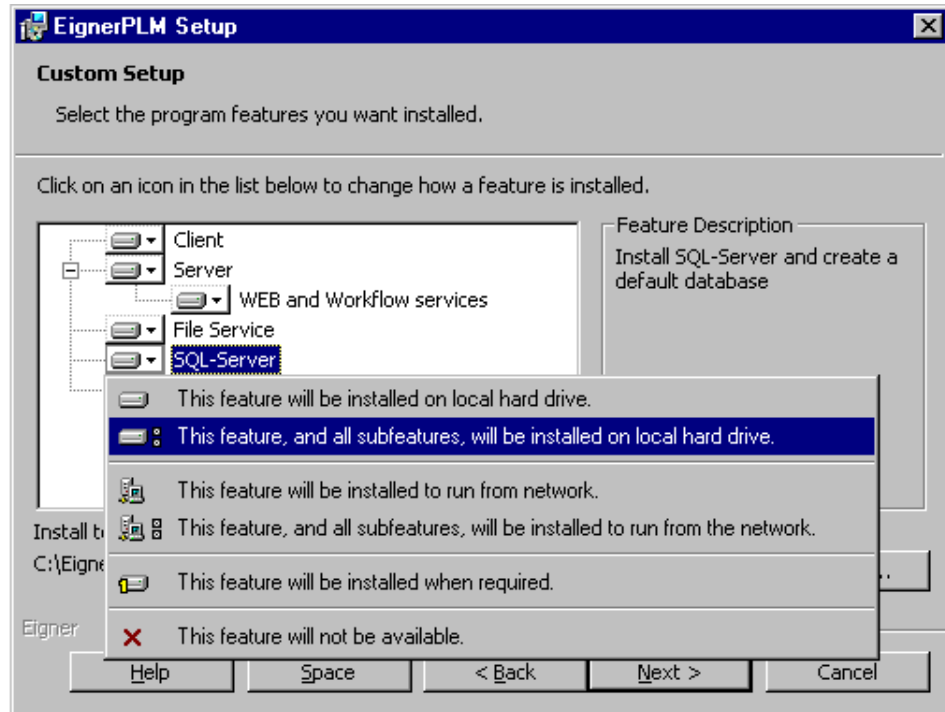 EignerPLM Setup
Custom Setup
Select the program features you want installed.
Click on an icon in the list below to change how a feature is installed.
Client
Server
WEB and Workflow services
File Service
SQL-Server
Feature Description
Install SQL-Server and create a
default database
This feature will be installed on local hard drive.
This feature, and all subfeatures, will be installed on local hard drive.
This feature will be installed to run from network.
This feature, and all subfeatures, will be installed to run from the network.
This feature will be installed when required.
This feature will not be available.
Install t
C:\Eigne
Eigner
Help
Space
< Back
Next >
Cancel